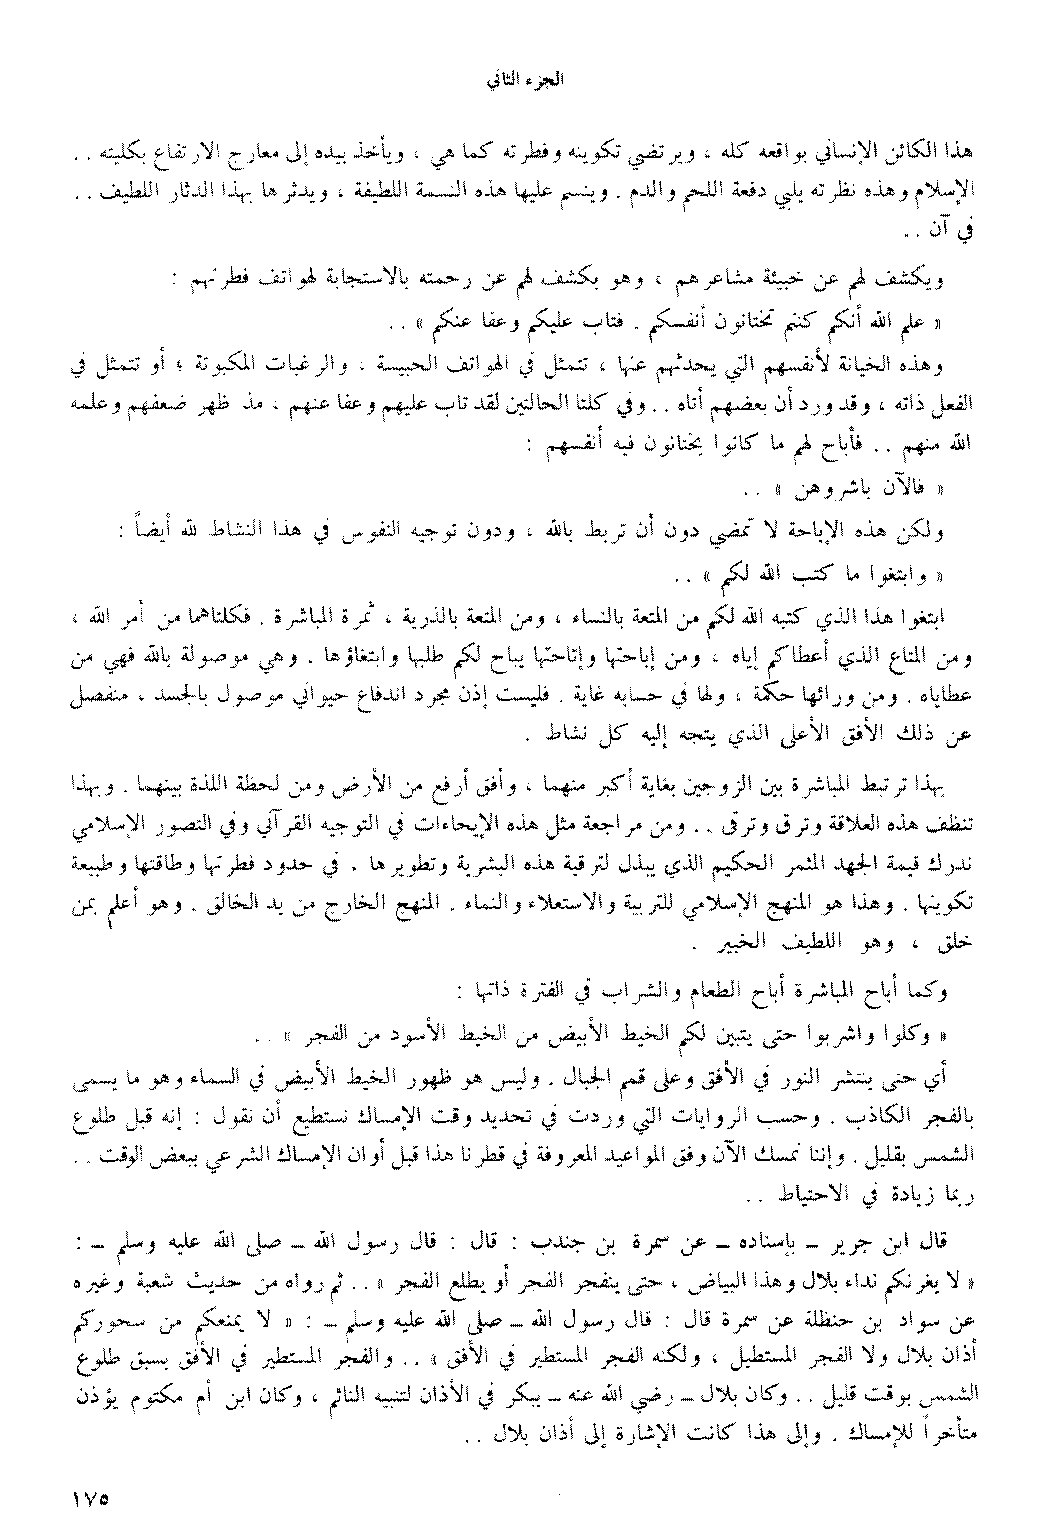 الجزء الثاني
هذا الكائن الإنساني بواقعه كله ، ويرتضي تكوينه وفطرته كما هي ، ويأخذ بيده إلى معارج الارتفاع بكليته . .
الإسلام وهذه نظرته يلبي دفعة اللحم والدم . وينسم عليها هذه النسمة اللطيفة ، ويدثرها بهذا الدثار اللطيف . .
في آن . .
ويكشف لهم عن خبيئة مشاعرهم ، وهو يكشف لهم عن رحمته بالاستجابة لهواتف فطرتهم :
« علم الله أنكم كنتم تختانون أنفسكم . فتاب عليكم وعفا عنكم » . .
وهذه الخيانة لأنفسهم التي يحدثهم عنها ، تتمثل في الهواتف الحبيسة ، والرغبات المكبوتة ؛ أو تتمثل في
الفعل ذاته ، وقد ورد أن بعضهم أتاه . . وفي كلتا الحالتين لقد تاب عليهم وعفا عنهم ، مذ ظهر ضعفهم وعلمه
الله منهم . . فأباح لهم ما كانوا يختانون فيه أنفسهم :
« فالآن باشروهن » . .
ولكن هذه الإباحة لا تمضي دون أن تربط بالله ، ودون توجيه النفوس في هذا النشاط لله أيضاً :
« وابتغوا ما كتب الله لكم » . .
ابتغوا هذا الذي كتبه الله لكم من المتعة بالنساء ، ومن المتعة بالذرية ، ثمرة المباشرة . فكلتاهما من أمر الله ،
ومن المتاع الذي أعطاكم إياه ، ومن إباحتها وإتاحتها يباح لكم طلبها وابتغاؤها . وهي موصولة بالله فهي من
عطاياه . ومن ورائها حكمة ، ولها في حسابه غاية . فليست إذن مجرد اندفاع حيواني موصول بالجسد ، منفصل
عن ذلك الأفق الأعلى الذي يتجه إليه كل نشاط .
بهذا ترتبط المباشرة بين الزوجين بغاية أكبر منهما ، وأفق أرفع من الأرض ومن لحظة اللذة بينهما . وبهذا
تنظف هذه العلاقة وترق وترقى . . ومن مراجعة مثل هذه الإيحاءات في التوجيه القرآني وفي التصور الإسلامي
ندرك قيمة الجهد المثمر الحكيم الذي يبذل لترقية هذه البشرية وتطويرها ، في حدود فطرتها وطاقتها وطبيعة
تكوينها . وهذا هو المنهج الإسلامي للتربية والاستعلاء والنماء . المنهج الخارج من يد الخالق . وهو أعلم بمن
خلق ، وهو اللطيف الخبير .
وكما أباح المباشرة أباح الطعام والشراب في الفترة ذاتها :
« وكلوا واشربوا حتى يتبين لكم الخيط الأبيض من الخيط الأسود من الفجر » . .
أي حتى ينتشر النور في الأفق وعلى قمم الجبال . وليس هو ظهور الخيط الأبيض في السماء وهو ما يسمى
بالفجر الكاذب . وحسب الروايات التي وردت في تحديد وقت الإمساك نستطيع أن نقول : إنه قبل طلوع
الشمس بقليل . وإننا نمسك الآن وفق المواعيد المعروفة في قطرنا هذا قبل أوان الإمساك الشرعي ببعض الوقت . .
ربما زيادة في الاحتياط . .
قال ابن جرير – بإسناده – عن سمرة بن جندب : قال : قال رسول الله – صلى الله عليه وسلم – :
« لا يغرنكم نداء بلال وهذا البياض ، حتى ينفجر الفجر أو يطلع الفجر » . . ثم رواه من حديث شعبة وغيره
عن سواد بن حنظلة عن سمرة قال : قال رسول الله – صلى الله عليه وسلم – : « لا يمنعكم من سحوركم
أذان بلال ولا الفجر المستطيل ، ولكنه الفجر المستطير في الأفق » . . والفجر المستطير في الأفق يسبق طلوع
الشمس بوقت قليل . . وكان بلال – رضي الله عنه – يبكر في الأذان لتنبيه النائم ، وكان ابن أم مكتوم يؤذن
متأخراً للإمساك . وإلى هذا كانت الإشارة إلى أذان بلال . .
١٧٥